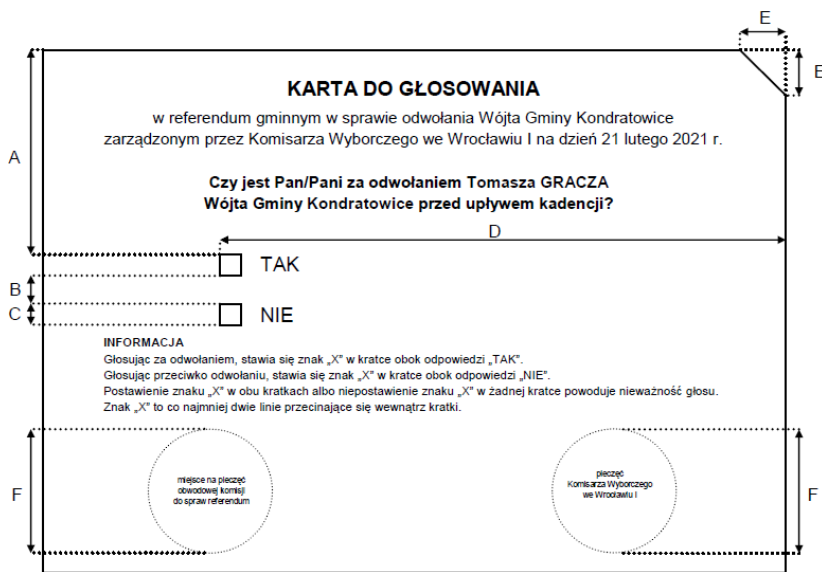 E
E
KARTA DO GŁOSOWANIA
w referendum gminnym w sprawie odwołania Wójta Gminy Kondratowice
zarządzonym przez Komisarza Wyborczego we Wrocławiu I na dzień 21 lutego 2021 r.
A
Czy jest Pan/Pani za odwołaniem Tomasza GRACZA
Wójta Gminy Kondratowice przed upływem kadencji?
D
TAK
B
C
NIE
INFORMACJA
Głosując za odwołaniem, stawia się znak „X” w kratce obok odpowiedzi „TAK”.
Głosując przeciwko odwołaniu, stawia się znak „X” w kratce obok odpowiedzi „NIE”.
Postawienie znaku „X” w obu kratkach albo niepostawienie znaku „X” w żadnej kratce powoduje nieważność głosu.
Znak „X” to co najmniej dwie linie przecinające się wewnątrz kratki.
F
miejsce na pieczęć
obwodowej komisji
do spraw referendum
pieczęć
Komisarza Wyborczego
we Wrocławiu I
F